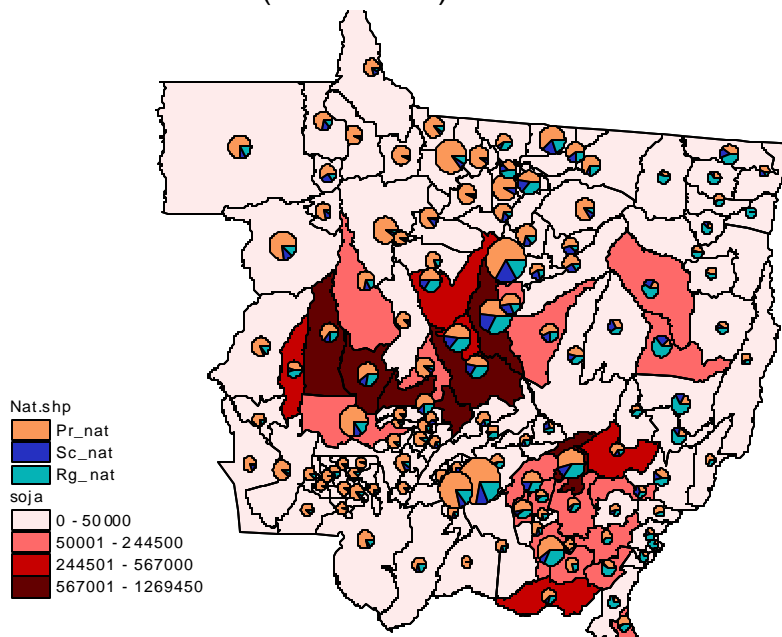 Nat.shp
Pr_nat
Sc_nat
Rg_nat
soja
0 - 50000
50001 - 244500
244501 - 567000
567001 - 1269450